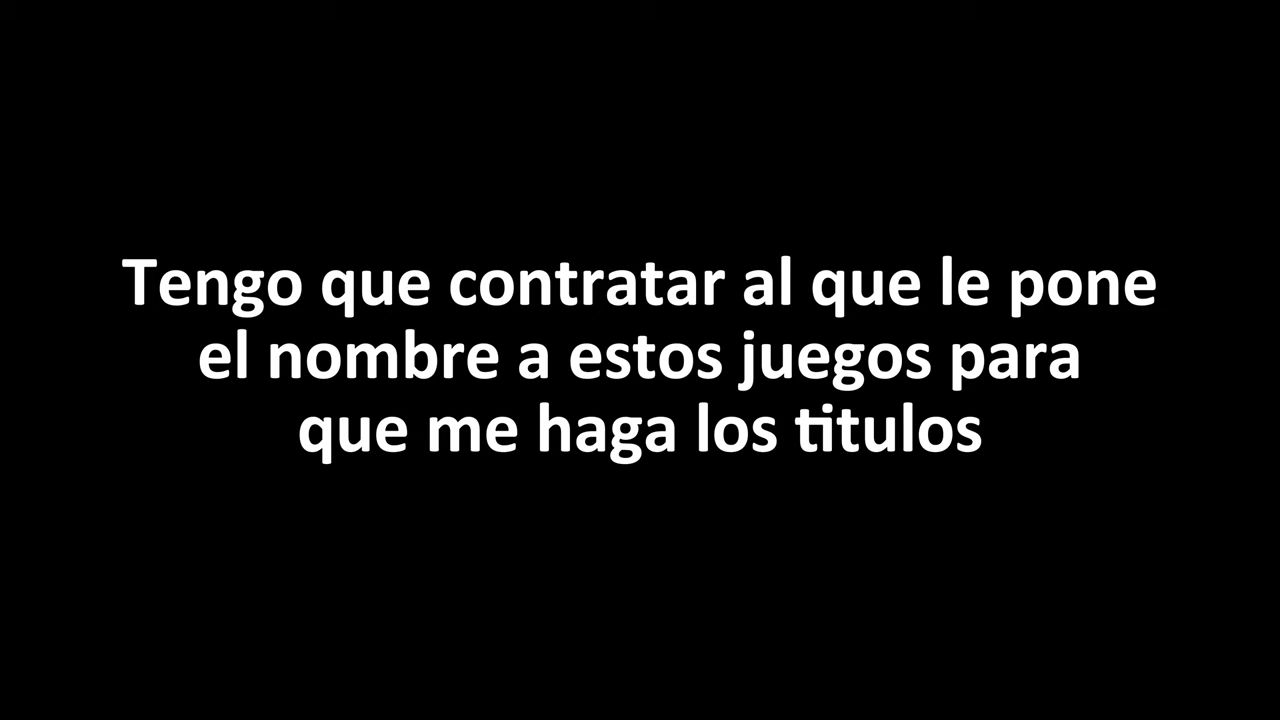 Tengo que contratar al que le pone
el nombre a estos juegos para
que me haga los titulos